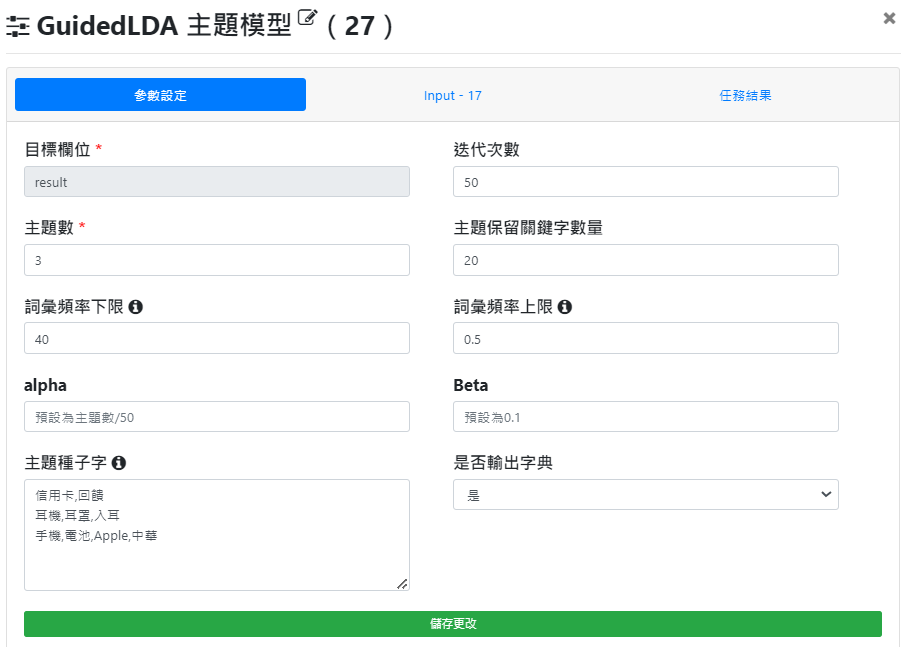 GuidedLDA 主題模型 ( 27 )
參數設定
Input - 17
任務結果
目標欄位 *
迭代次數
result
50
主題數 *
主題保留關鍵字數量
3
20
詞彙頻率下限
詞彙頻率上限
40
0.5
alpha
Beta
預設為主題數/50
預設為0.1
主題種子字
是否輸出字典
信用卡,回饋
耳機,耳罩,入耳
手機,電池,Apple,中華
是
儲存更改